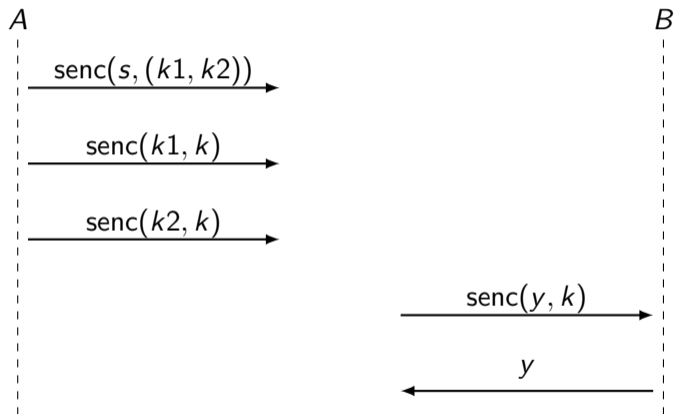 A B
senc(s, (k1, k2))
senc(k1, k)
senc(k2, k)
senc(y, k)
y